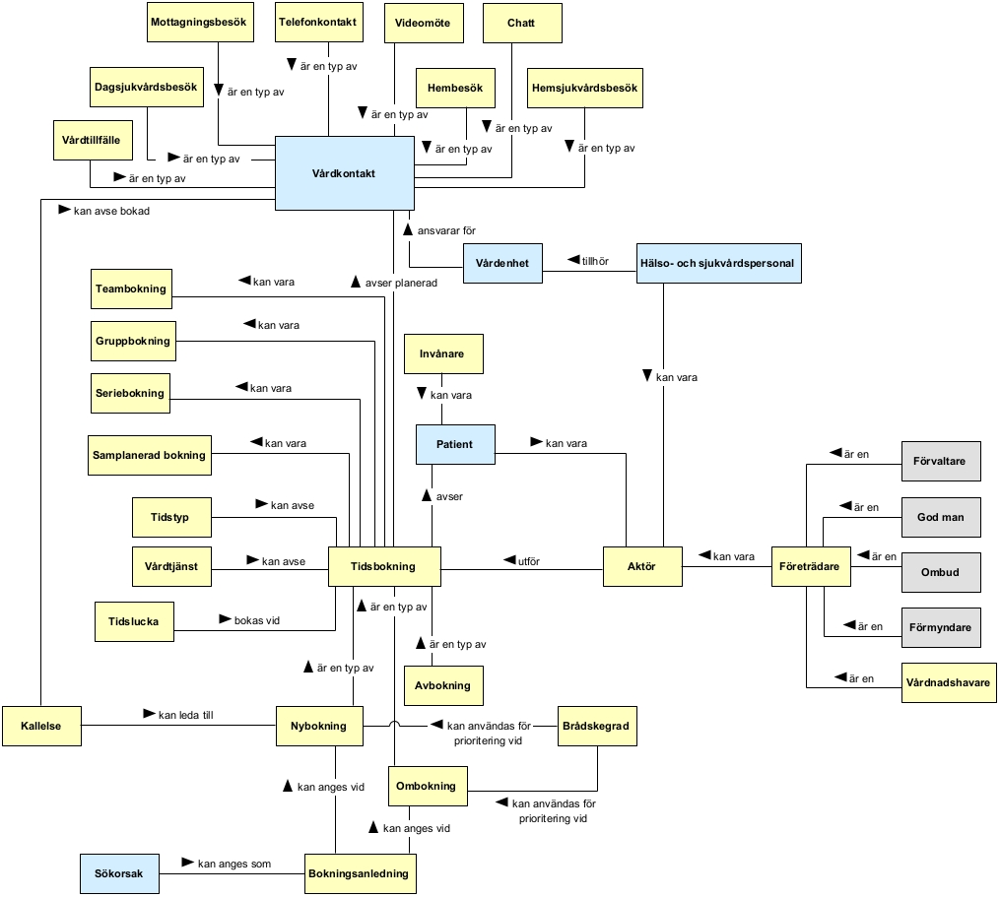 Mottagningsbesök
Telefonkontakt
Videomöte
Chatt
är en typ av
Dagsjukvårdsbesök
är en typ av
Hembesök
Hemsjukvårdsbesök
är en typ av
är en typ av
Vårdtillfälle
är en typ av
är en typ av
är en typ av
är en typ av
Vårdkontakt
är en typ av
kan avse bokad
ansvarar för
Vårdenhet
tillhör
Hälso- och sjukvårdspersonal
avser planerad
Teambokning
kan vara
Gruppbokning
kan vara
Invånare
kan vara
Seriebokning
kan vara
kan vara
Samplanerad bokning
kan vara
Patient
kan vara
är en
Förvaltare
avser
Tidstyp
kan avse
är en
God man
Vårdtjänst
kan avse
Tidsbokning
utför
Aktör
kan vara
Företrädare
är en
Ombud
är en typ av
Tidslucka
bokas vid
är en
Förmyndare
är en typ av
är en typ av
Avbokning
är en
Vårdnadshavare
Kallelse
kan leda till
Nybokning
kan användas för
prioritering vid
Brådskegrad
kan anges vid
Ombokning
kan användas för
prioritering vid
kan anges vid
Sökorsak
kan anges som
Bokningsanledning